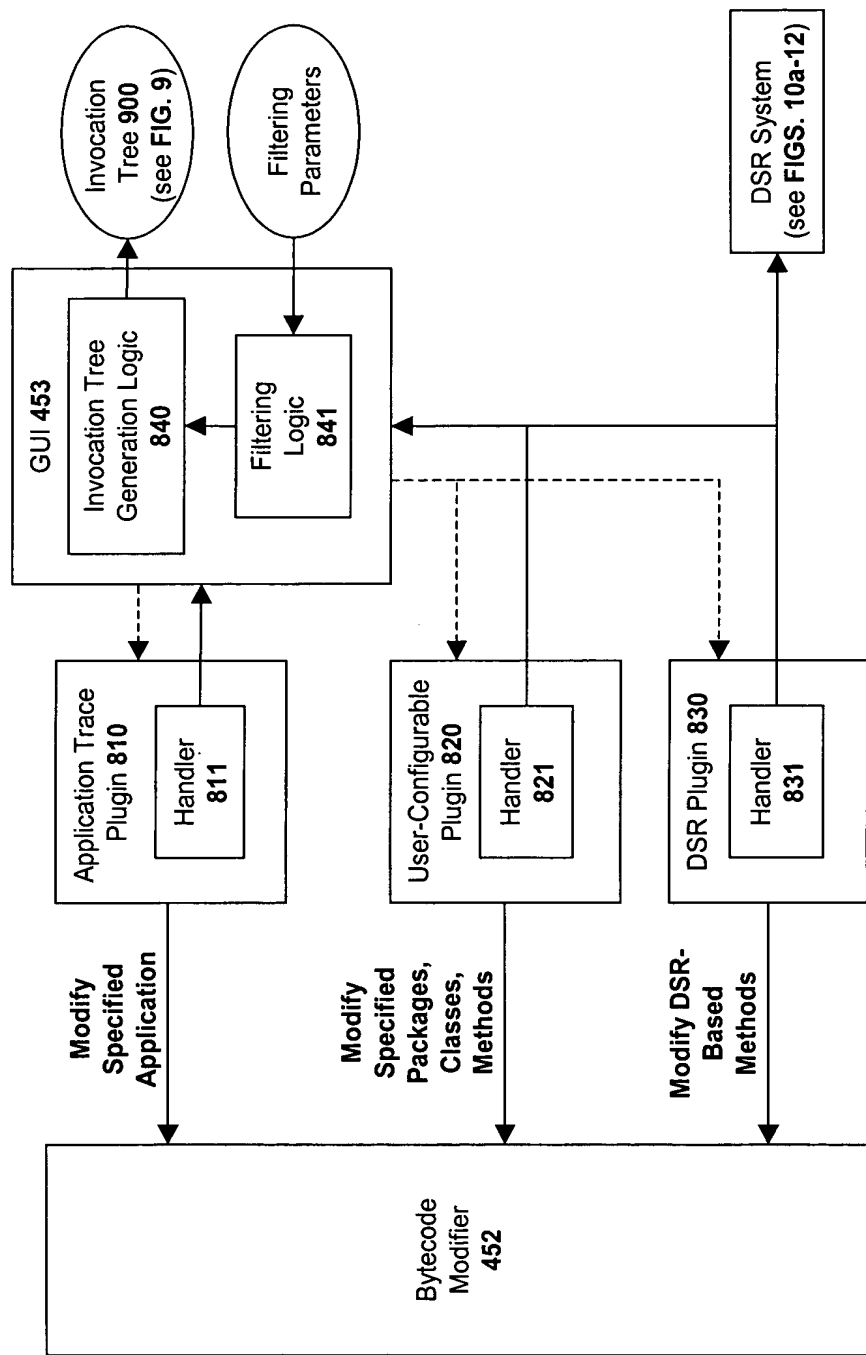 Bytecode
Modifier
452
Modify
Specified
Application
Modify
Specified
Packages,
Classes,
Methods
Modify DSR-
Based
Methods
Application Trace
Plugin 810
Handler
811
User-Configurable
Plugin 820
Handler
821
DSR Plugin 830
Handler
831
GUI 453
Invocation Tree
Generation Logic
840
Filtering
Logic
841
Invocation
Tree 900
(see FIG. 9)
Filtering
Parameters
DSR System
(see FIGS. 10a-12)